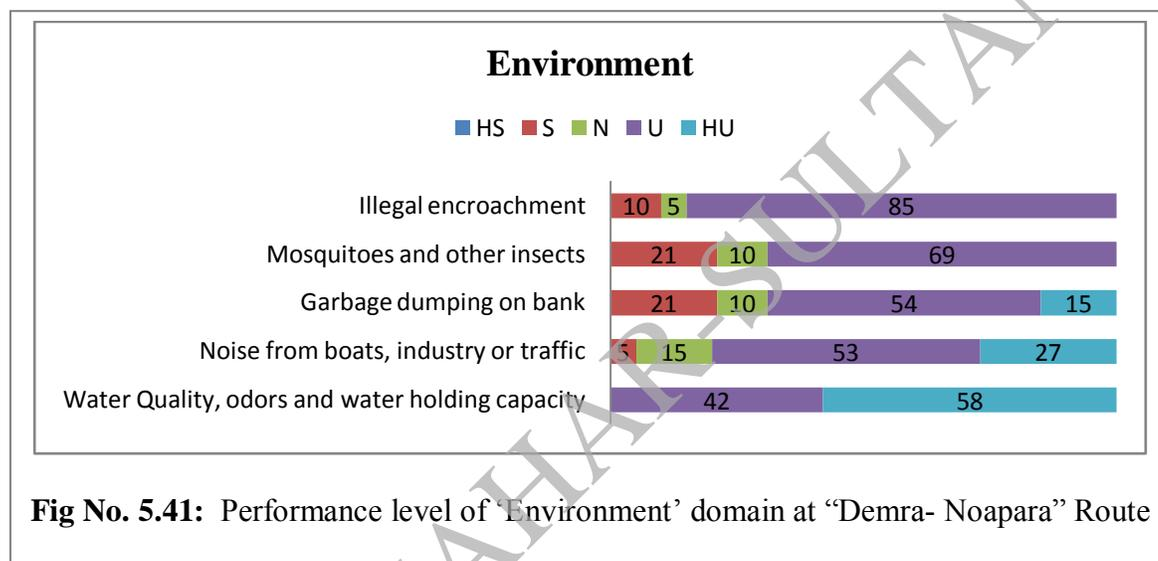 Environment
HS S N U HU
Illegal encroachment 10 5 85
Mosquitoes and other insects 21 10 69
Garbage dumping on bank 21 10 54 15
Noise from boats, industry or traffic 5 15 53 27
Water Quality, odors and water holding capacity 42 58
Fig No. 5.41: Performance level of ‘Environment’ domain at “Demra- Noapara” Route
AHAR-SULTAN